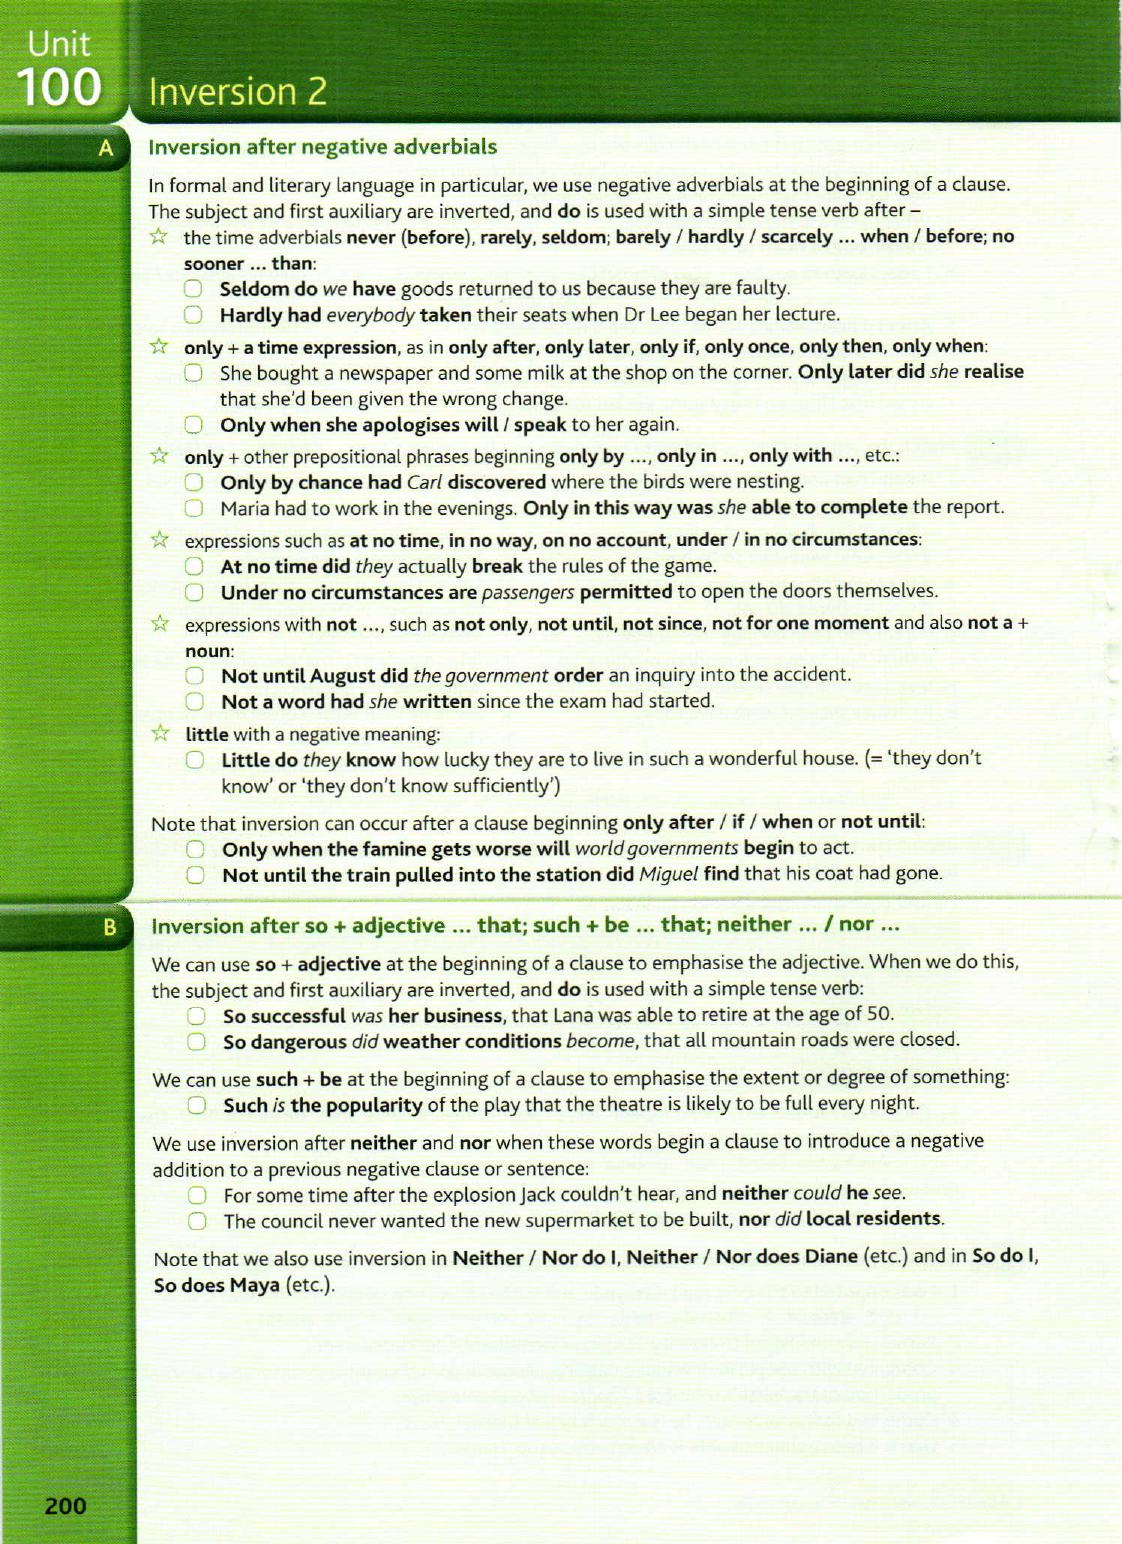 Unit
100
Inversion 2
A
Inversion after negative adverbials
In formal and literary language in particular, we use negative adverbials at the beginning of a clause.
The subject and first auxiliary are inverted, and do is used with a simple tense verb after –
☆ the time adverbials never (before), rarely, seldom; barely / hardly / scarcely ... when / before; no
sooner ... than:
Seldom do we have goods returned to us because they are faulty.
Hardly had everybody taken their seats when Dr Lee began her lecture.
☆ only + a time expression, as in only after, only later, only if, only once, only then, only when:
She bought a newspaper and some milk at the shop on the corner. Only later did she realise
that she'd been given the wrong change.
Only when she apologises will I speak to her again.
☆ only + other prepositional phrases beginning only by ..., only in ..., only with ..., etc.:
Only by chance had Carl discovered where the birds were nesting.
Maria had to work in the evenings. Only in this way was she able to complete the report.
☆ expressions such as at no time, in no way, on no account, under / in no circumstances:
At no time did they actually break the rules of the game.
Under no circumstances are passengers permitted to open the doors themselves.
☆ expressions with not ..., such as not only, not until, not since, not for one moment and also not a +
noun:
Not until August did the government order an inquiry into the accident.
Not a word had she written since the exam had started.
☆ little with a negative meaning:
Little do they know how lucky they are to live in such a wonderful house. (= 'they don't
know' or 'they don't know sufficiently')
Note that inversion can occur after a clause beginning only after / if / when or not until:
Only when the famine gets worse will world governments begin to act.
Not until the train pulled into the station did Miguel find that his coat had gone.
B
Inversion after so + adjective ... that; such + be ... that; neither ... / nor ...
We can use so + adjective at the beginning of a clause to emphasise the adjective. When we do this,
the subject and first auxiliary are inverted, and do is used with a simple tense verb:
So successful was her business, that Lana was able to retire at the age of 50.
So dangerous did weather conditions become, that all mountain roads were closed.
We can use such + be at the beginning of a clause to emphasise the extent or degree of something:
Such is the popularity of the play that the theatre is likely to be full every night.
We use inversion after neither and nor when these words begin a clause to introduce a negative
addition to a previous negative clause or sentence:
For some time after the explosion Jack couldn't hear, and neither could he see.
The council never wanted the new supermarket to be built, nor did local residents.
Note that we also use inversion in Neither / Nor do I, Neither / Nor does Diane (etc.) and in So do I,
So does Maya (etc.).
200